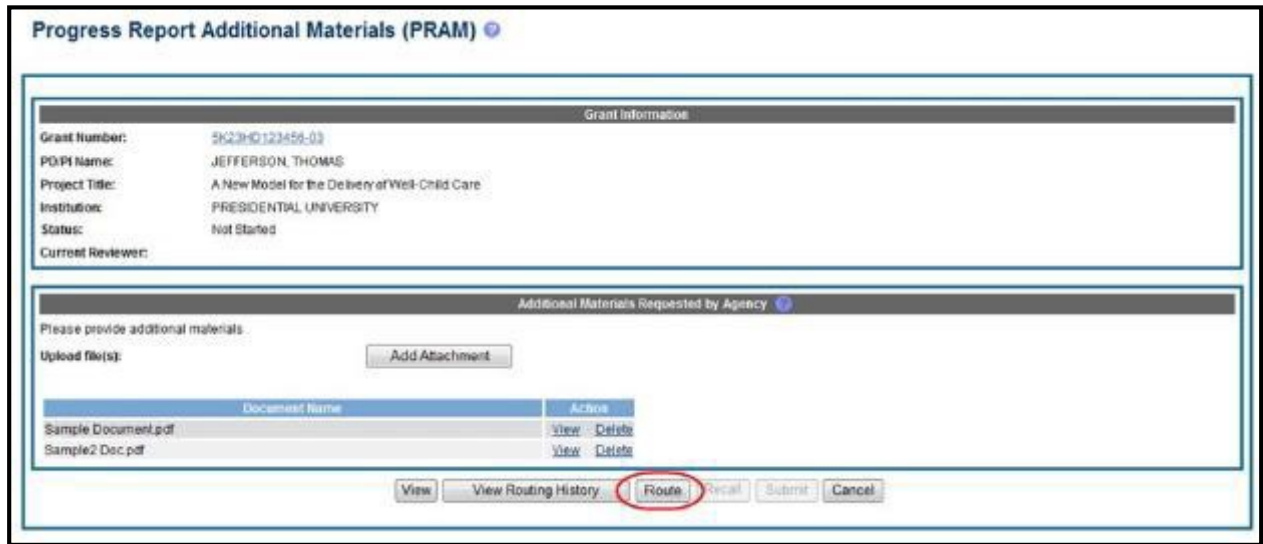 Progress Report Additional Materials (PRAM) ?
Grant Information
Grant Number: 5K23HD123456-03
PD/PI Name: JEFFERSON, THOMAS
Project Title: A New Model for the Delivery of Well-Child Care
Institution: PRESIDENTIAL UNIVERSITY
Status: Not Started
Current Reviewer:
Additional Materials Requested by Agency ?
Please provide additional materials
Upload file(s): Add Attachment
Document Name Action
Sample Document.pdf View Delete
Sample2 Doc.pdf View Delete
View View Routing History Route Recall Submit Cancel